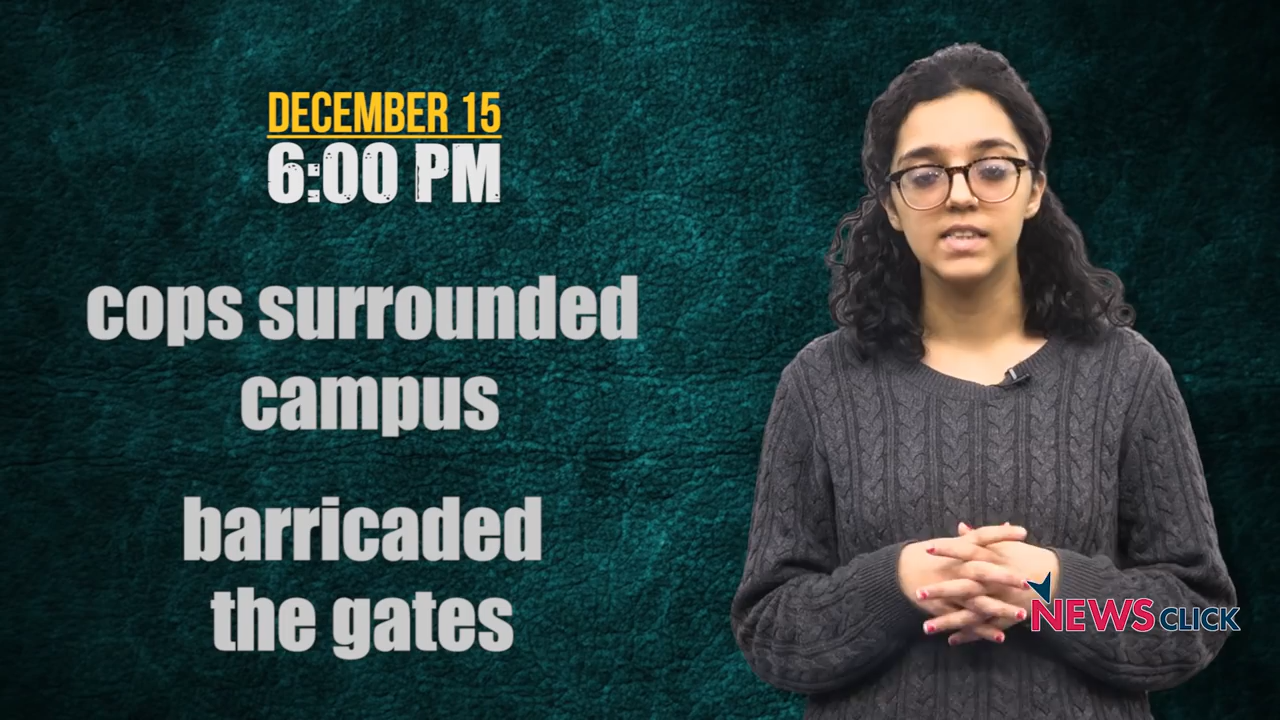 DECEMBER 15
6:00 PM
cops surrounded
campus
barricaded
the gates
NEWSCLICK